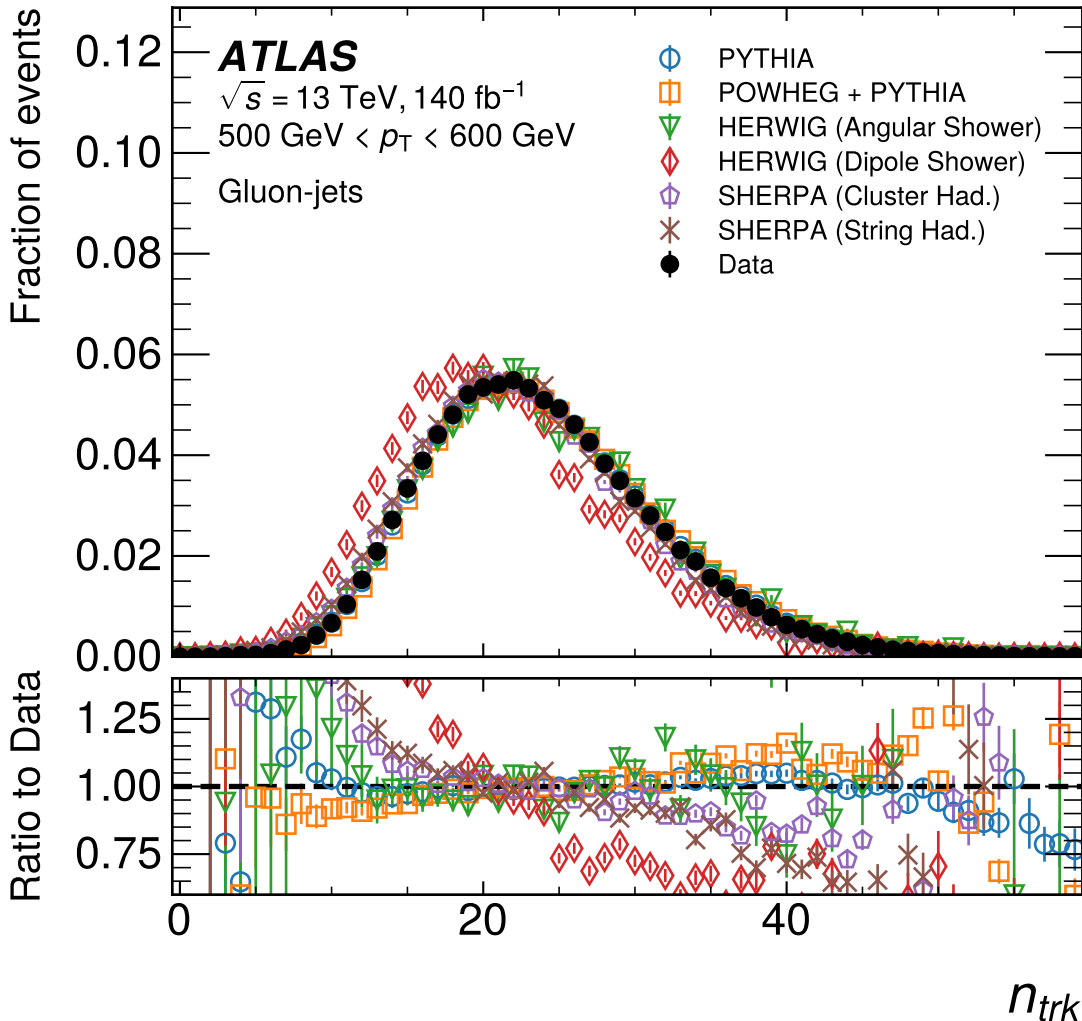 Fraction of events
0.12
0.10
0.08
0.06
0.04
0.02
0.00
ATLAS
√s = 13 TeV, 140 fb⁻¹
500 GeV < pT < 600 GeV
Gluon-jets
PYTHIA
POWHEG + PYTHIA
HERWIG (Angular Shower)
HERWIG (Dipole Shower)
SHERPA (Cluster Had.)
SHERPA (String Had.)
Data
Ratio to Data
1.25
1.00
0.75
0 20 40
ntrk